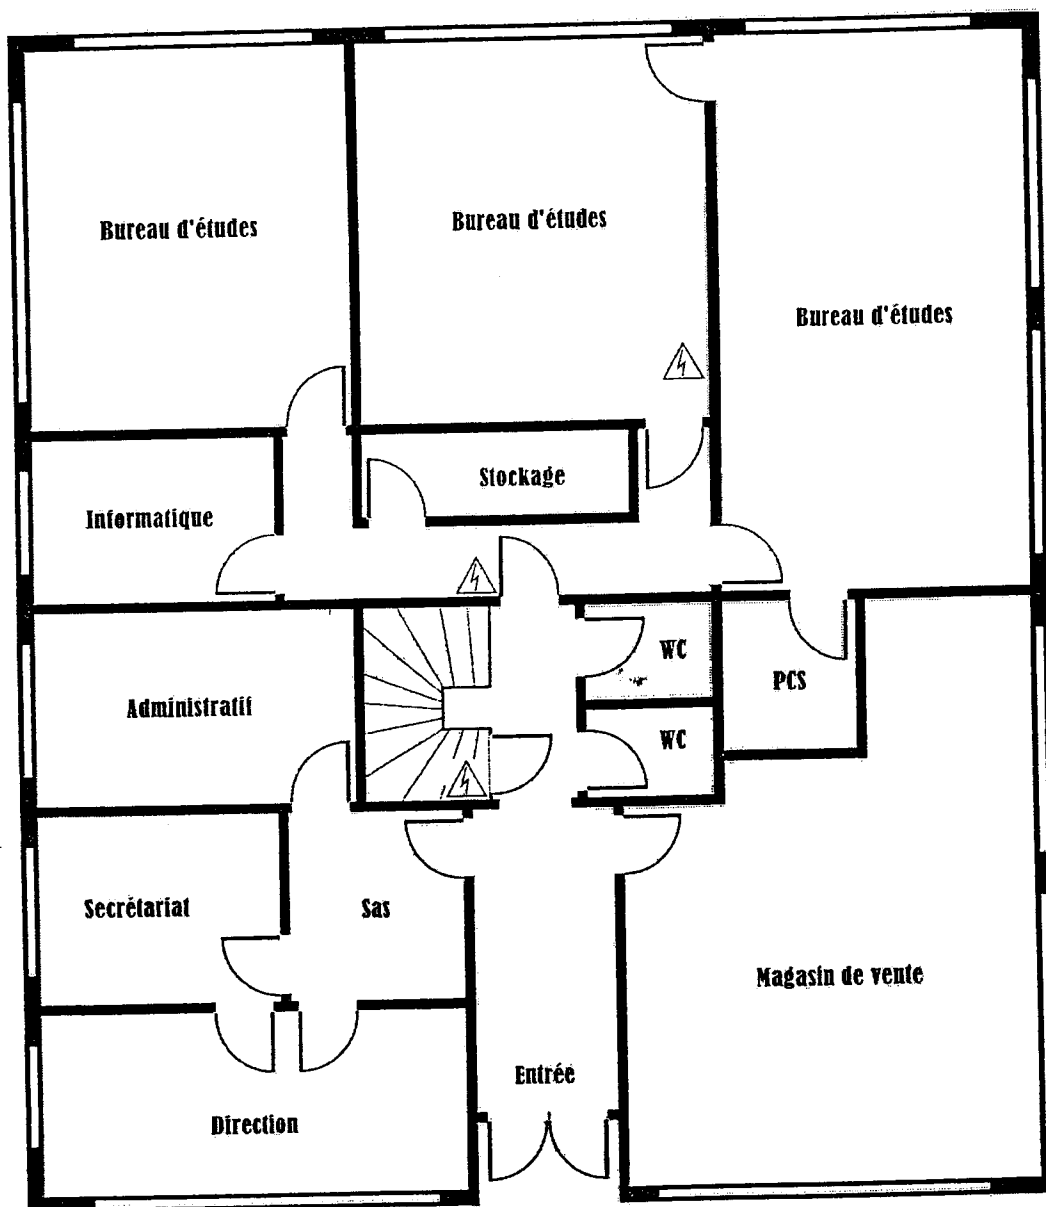 Bureau d'études
Bureau d'études
Bureau d'études
Stockage
Informatique
WC
PCS
Administratif
WC
Secrétariat
Sas
Magasin de vente
Entrée
Direction